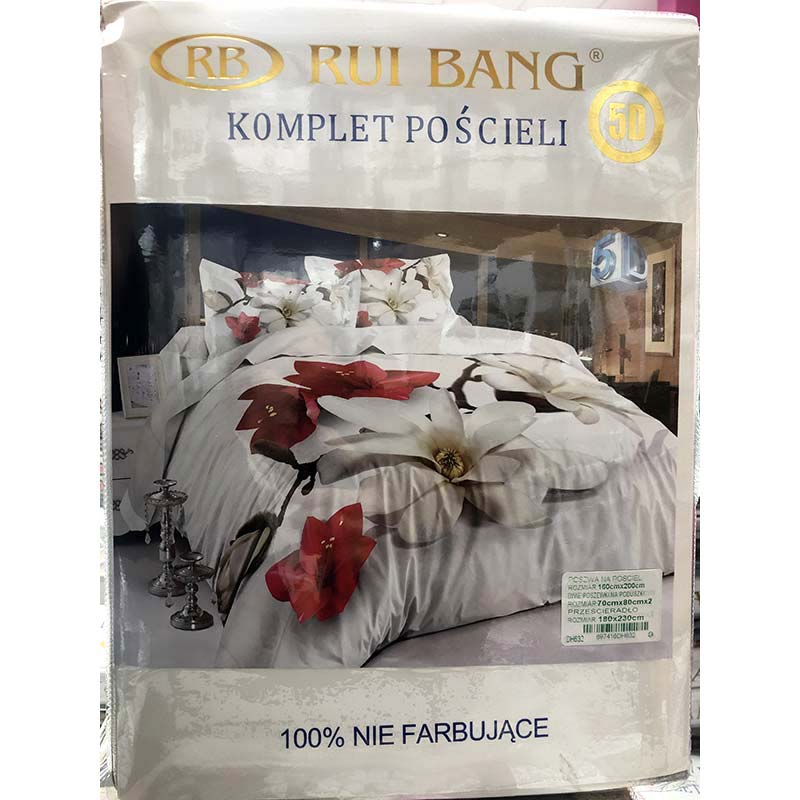 RB RUI BANG®
KOMPLET POŚCIELI
5D
5D
POSZWA NA POŚCIEL
ROZMIAR 160cmx200cm
DWIE POSZEWKI NA PODUSZKI
ROZMIAR 70cmx80cmx2
PRZEŚCIERADŁO
ROZMIAR 180x230cm
DH632
697416DH632
100% NIE FARBUJĄCE